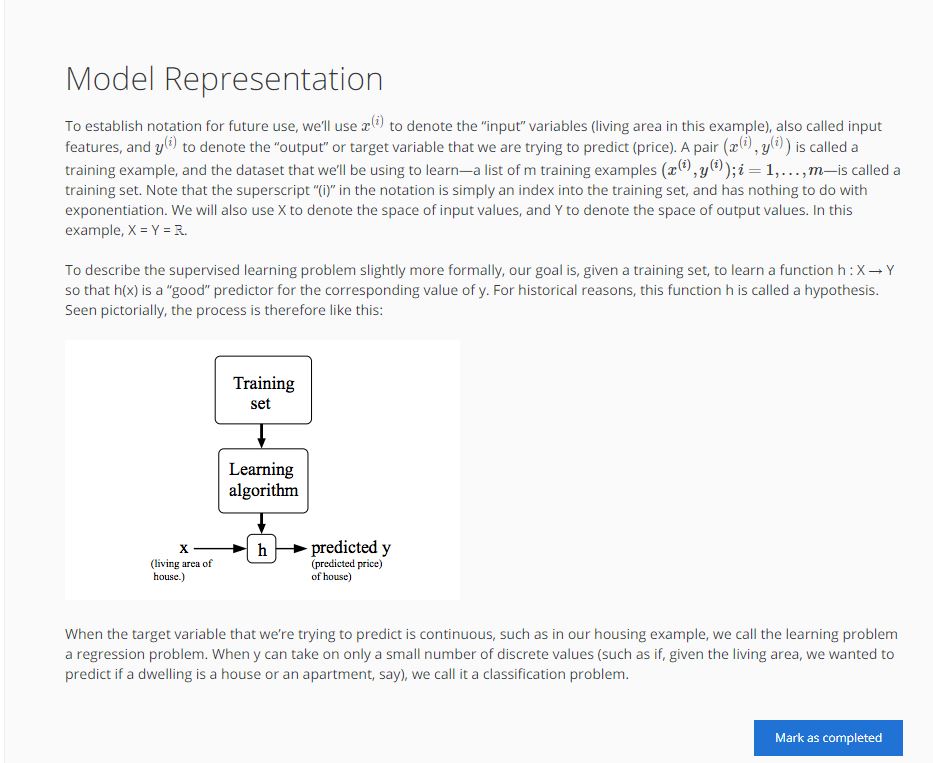 Model Representation
To establish notation for future use, we'll use x^(i) to denote the “input” variables (living area in this example), also called input
features, and y^(i) to denote the “output” or target variable that we are trying to predict (price). A pair (x^(i), y^(i)) is called a
training example, and the dataset that we'll be using to learn—a list of m training examples (x^(i), y^(i)); i = 1, . . . , m—is called a
training set. Note that the superscript “(i)” in the notation is simply an index into the training set, and has nothing to do with
exponentiation. We will also use X to denote the space of input values, and Y to denote the space of output values. In this
example, X = Y = ℝ.
To describe the supervised learning problem slightly more formally, our goal is, given a training set, to learn a function h : X → Y
so that h(x) is a “good” predictor for the corresponding value of y. For historical reasons, this function h is called a hypothesis.
Seen pictorially, the process is therefore like this:
Training
set
Learning
algorithm
x
h
predicted y
(living area of
house.)
(predicted price)
of house)
When the target variable that we're trying to predict is continuous, such as in our housing example, we call the learning problem
a regression problem. When y can take on only a small number of discrete values (such as if, given the living area, we wanted to
predict if a dwelling is a house or an apartment, say), we call it a classification problem.
Mark as completed